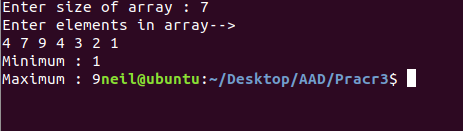 Enter size of array : 7
Enter elements in array-->
4 7 9 4 3 2 1
Minimum : 1
Maximum : 9neil@ubuntu:~/Desktop/AAD/Pracr3$